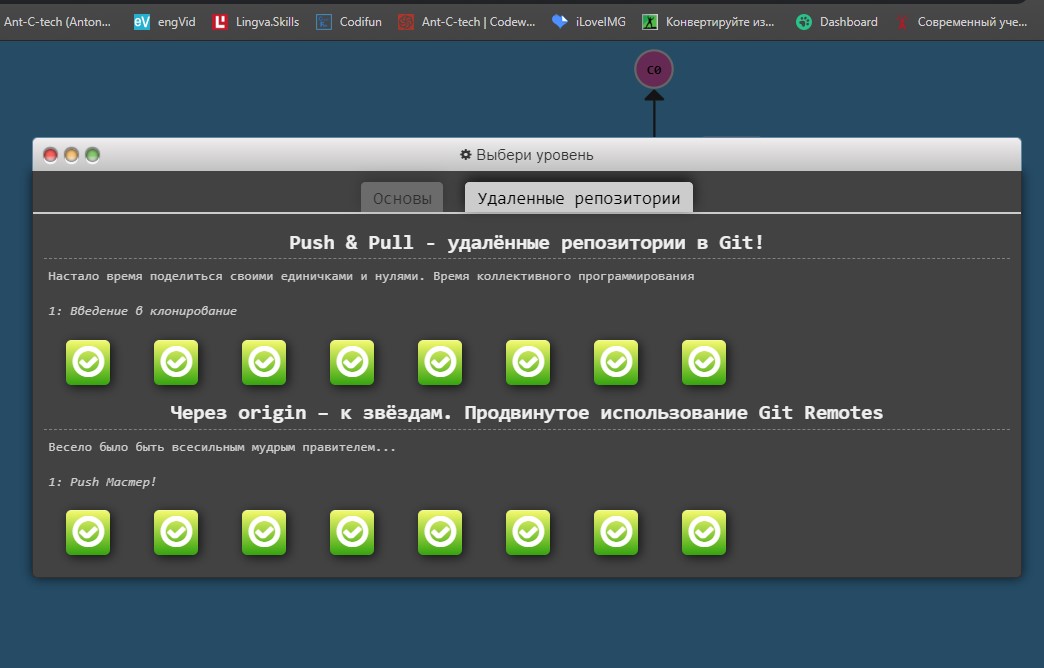 Ant-C-tech (Anton... eV engVid L Lingva.Skills Codifun Ant-C-tech | Codew... iLoveIMG Конвертируйте из... Dashboard Современный уче...
C0
Выбери уровень
Основы Удаленные репозитории
Push & Pull - удалённые репозитории в Git!
Настало время поделиться своими единичками и нулями. Время коллективного программирования
1: Введение в клонирование
Через origin – к звёздам. Продвинутое использование Git Remotes
Весело было быть всесильным мудрым правителем...
1: Push Мастер!